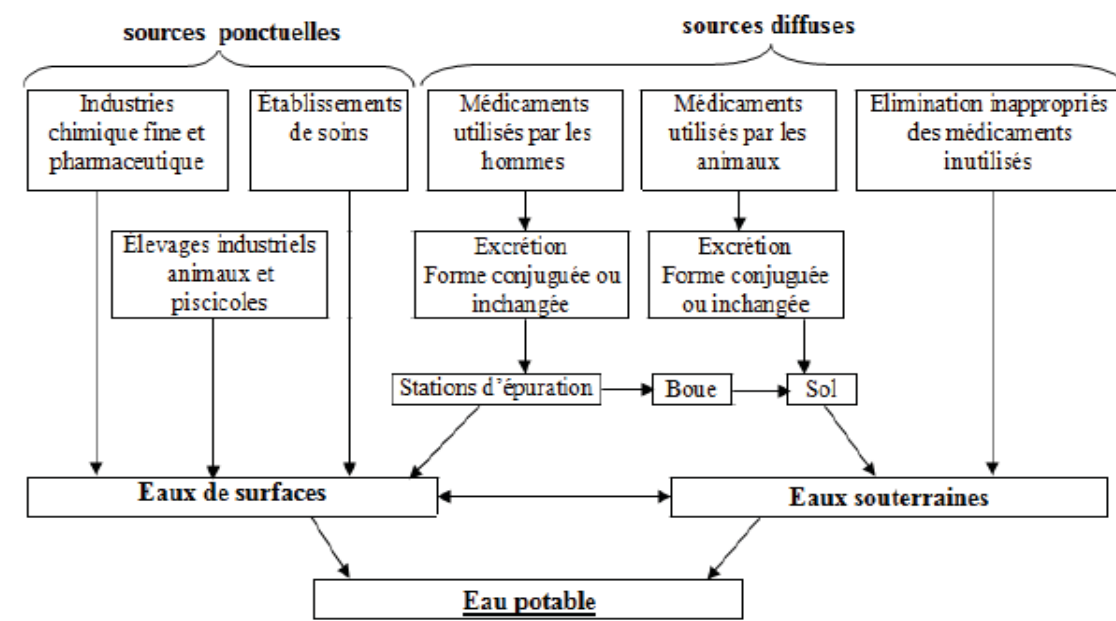 sources ponctuelles
sources diffuses
Industries
chimique fine et
pharmaceutique
Établissements
de soins
Médicaments
utilisés par les
hommes
Médicaments
utilisés par les
animaux
Elimination inappropriés
des médicaments
inutilisés
Élevages industriels
animaux et
piscicoles
Excrétion
Forme conjuguée ou
inchangée
Excrétion
Forme conjuguée
ou inchangée
Stations d’épuration
Boue
Sol
Eaux de surfaces
Eaux souterraines
Eau potable